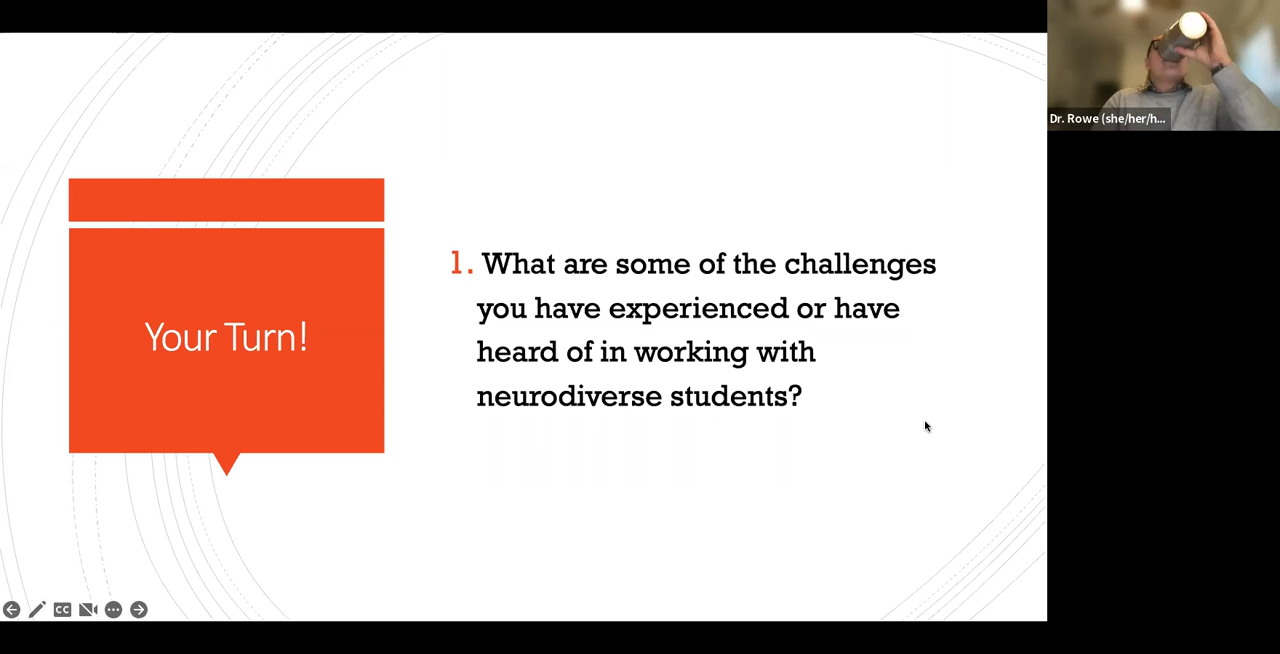 Dr. Rowe (she/her/h...
Your Turn!
1. What are some of the challenges
you have experienced or have
heard of in working with
neurodiverse students?
CC